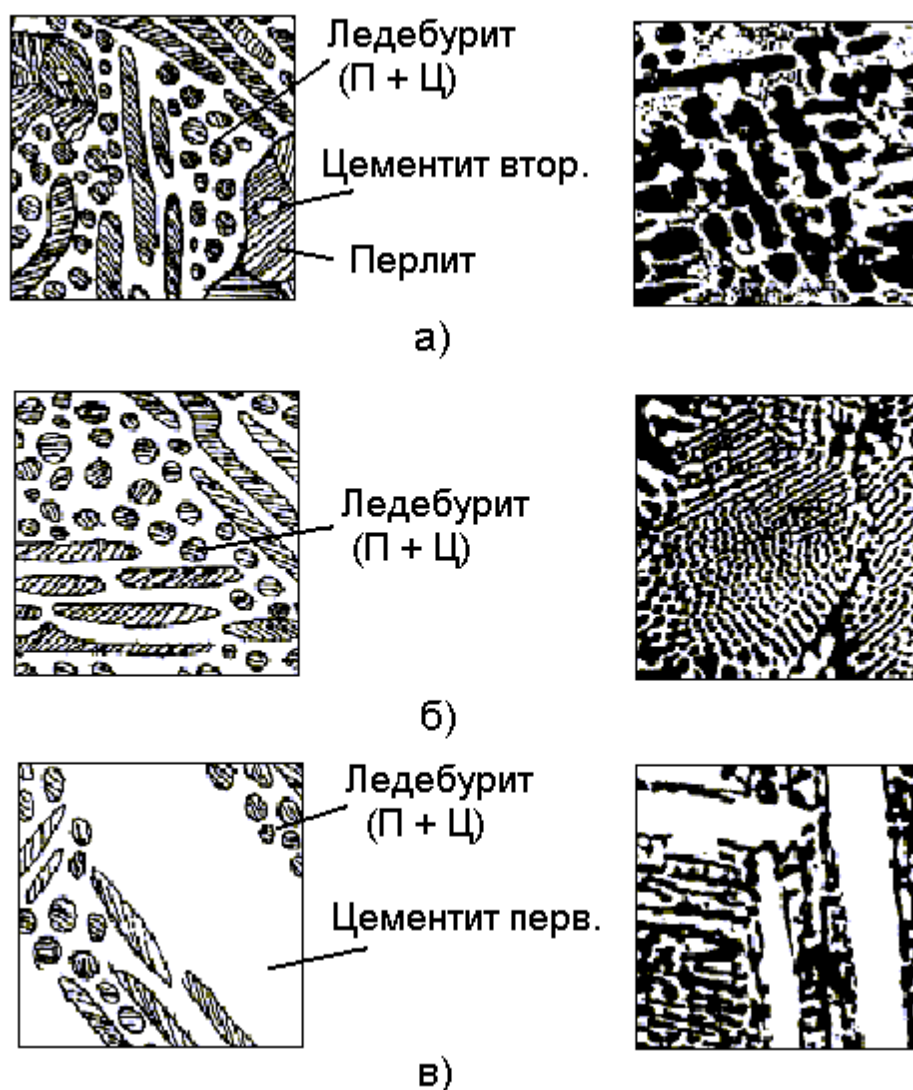 Ледебурит
(П + Ц)
Цементит втор.
Перлит
а)
Ледебурит
(П + Ц)
б)
Ледебурит
(П + Ц)
Цементит перв.
в)